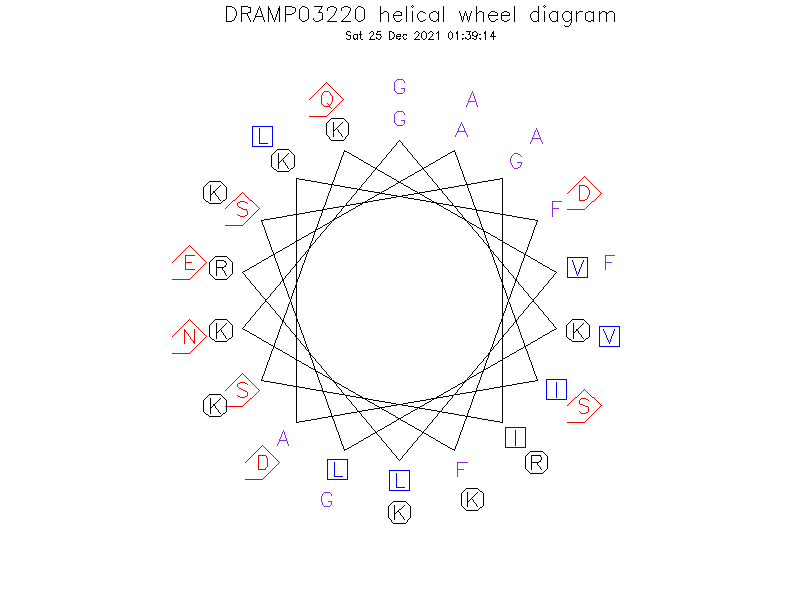 DRAMP03220 helical wheel diagram
Sat 25 Dec 2021 01:39:14
G
Q A
G
K A
L A
K G
K D
S F
E R V F
N K K V
S I
K S
A I
D L F R
L
G K
K